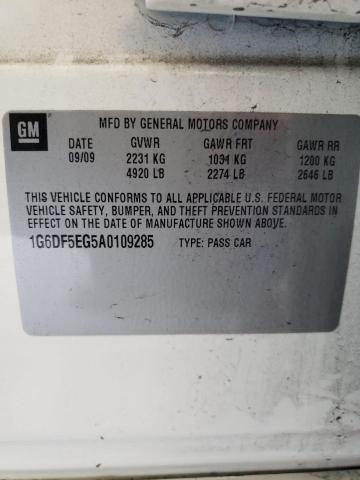 GM
MFD BY GENERAL MOTORS COMPANY
DATE GVWR GAWR FRT GAWR RR
09/09 2231 KG 1031 KG 1200 KG
4920 LB 2274 LB 2646 LB
THIS VEHICLE CONFORMS TO ALL APPLICABLE U.S. FEDERAL MOTOR
VEHICLE SAFETY, BUMPER, AND THEFT PREVENTION STANDARDS IN
EFFECT ON THE DATE OF MANUFACTURE SHOWN ABOVE.
1G6DF5EG5A0109285 TYPE: PASS CAR